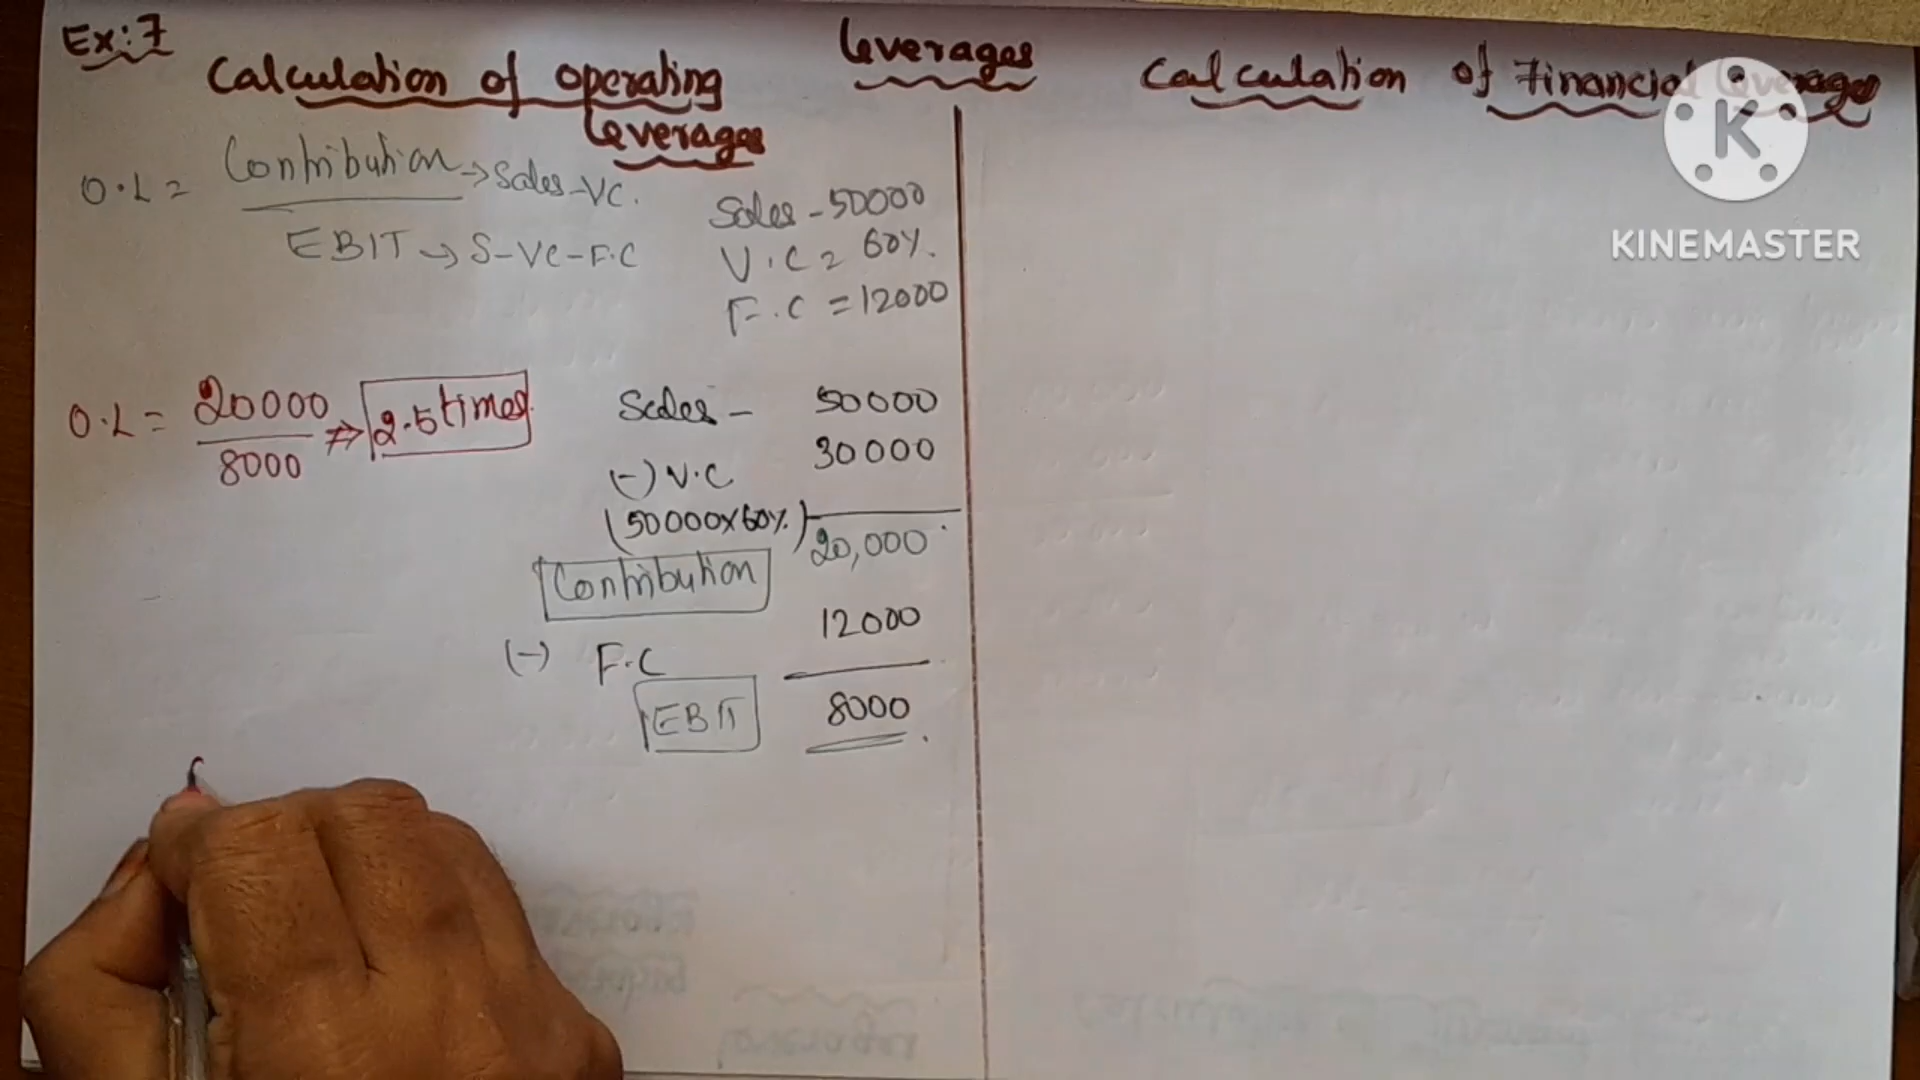 Ex:7
Leverages
Calculation of operating
Leverages
O.L = Contribution → Sales-VC.
EBIT → S-VC-F.C
Sales - 50000
V.C = 60%.
F.C = 12000
O.L = 20000
8000
⇒ 2.5 times.
Sales - 50000
(-) V.C 30000
(50000x60%)
Contribution 20,000
(-) F.C 12000
EBIT 8000
Calculation of Financial Leverages
K
KINEMASTER